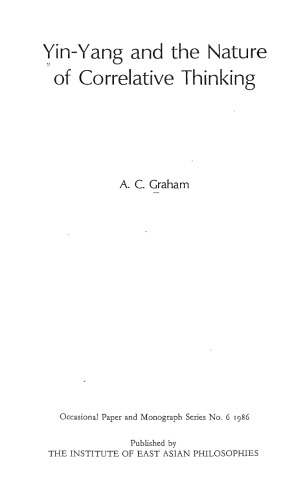 Yin-Yang and the Nature
of Correlative Thinking
A. C. Graham
Occasional Paper and Monograph Series No. 6 1986
Published by
THE INSTITUTE OF EAST ASIAN PHILOSOPHIES